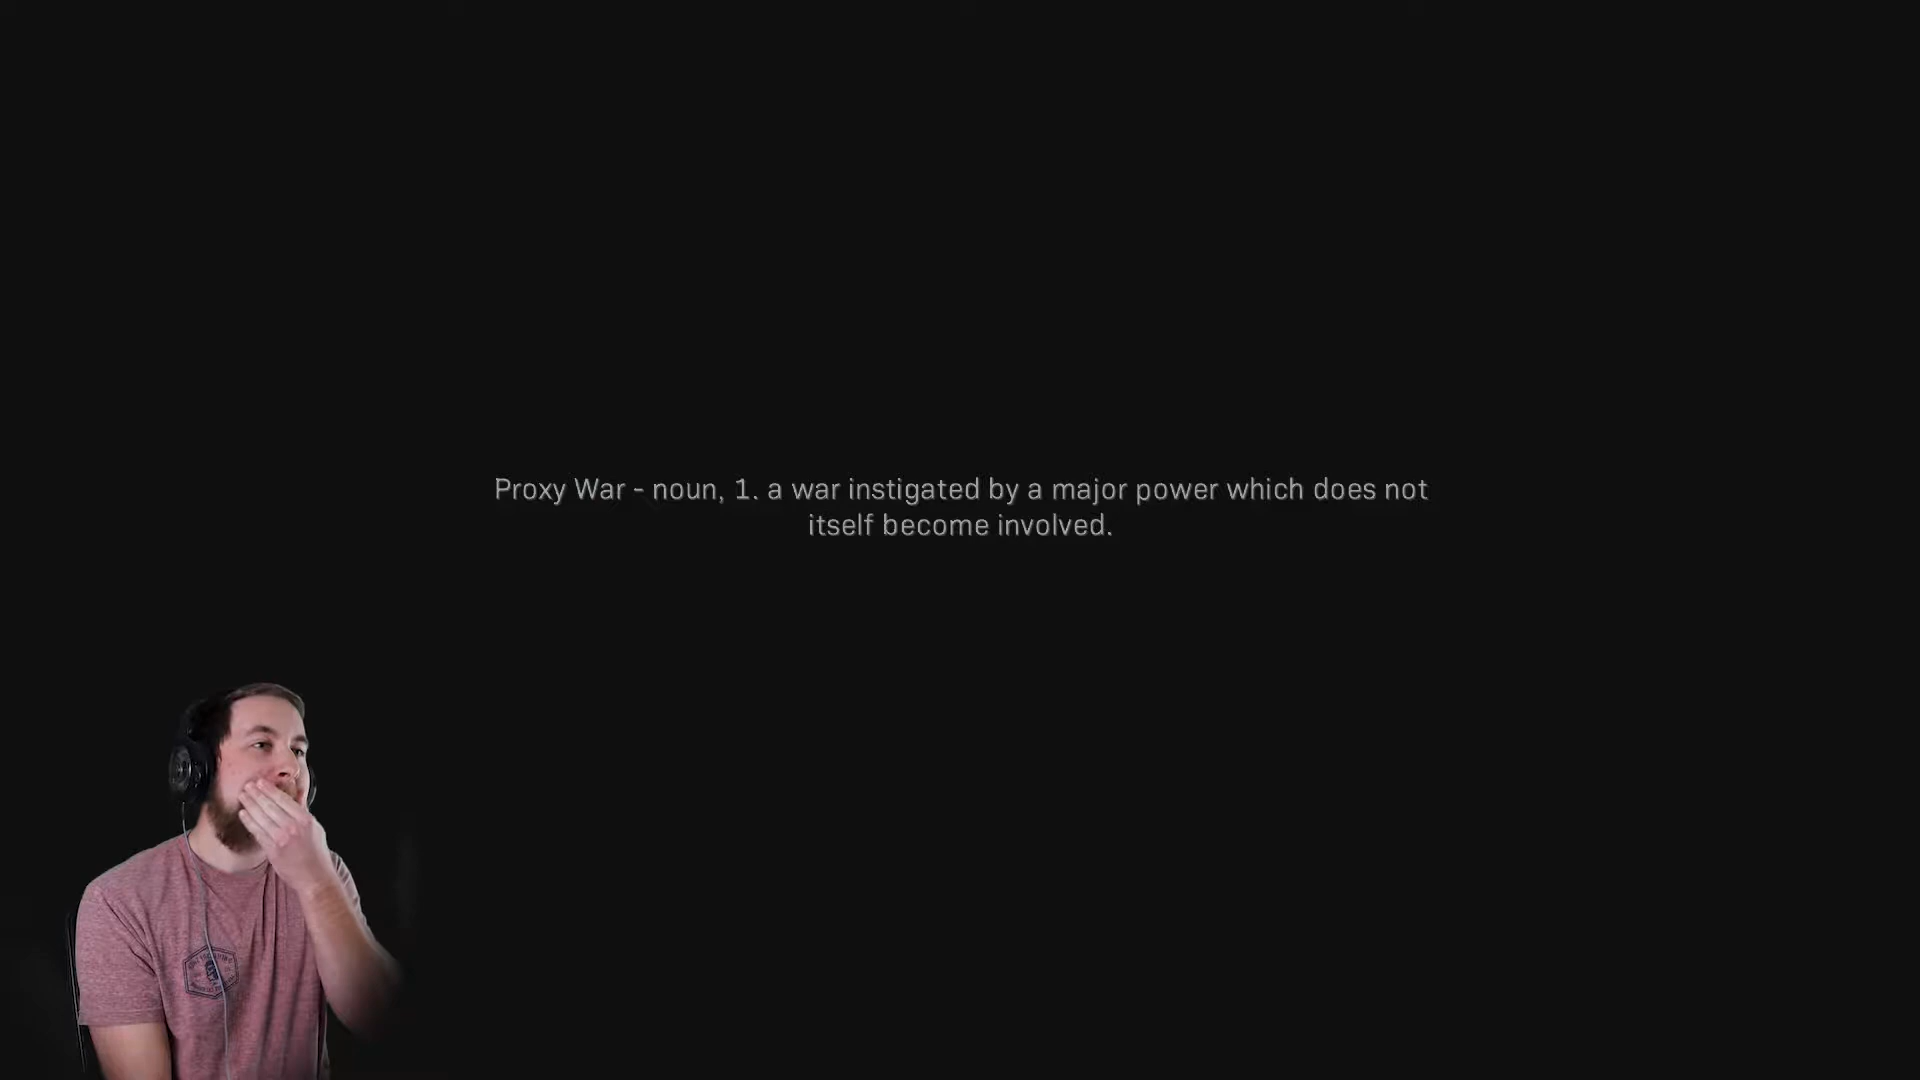 Proxy War - noun, 1. a war instigated by a major power which does not
itself become involved.